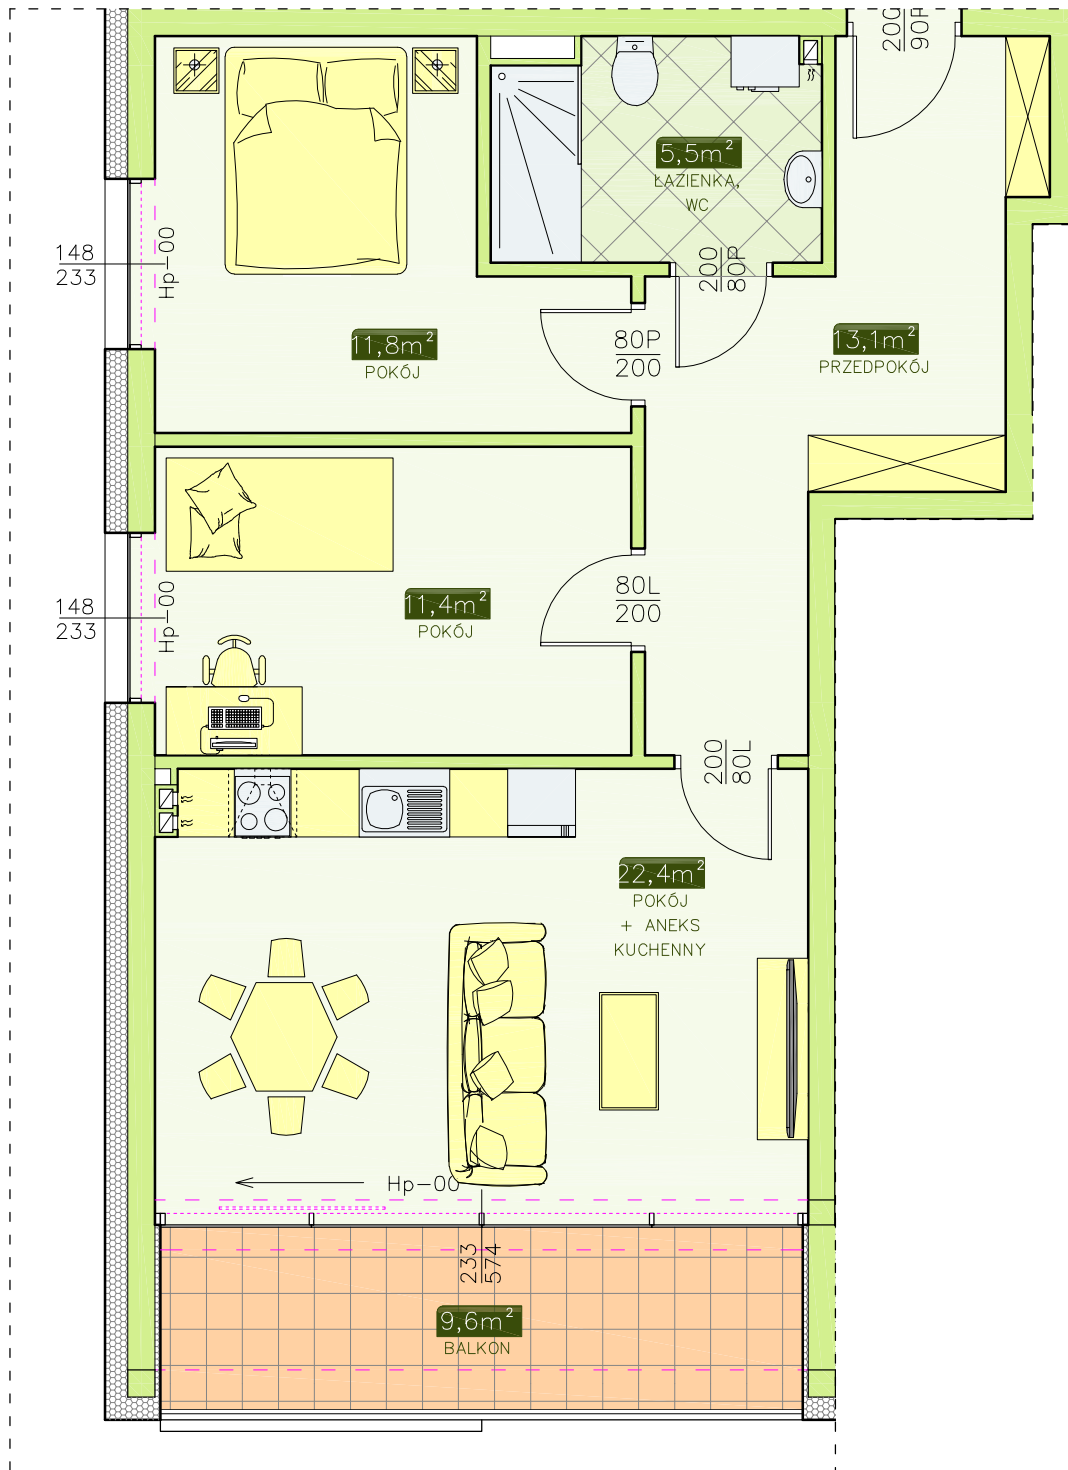 200
90P
5,5m²
ŁAZIENKA,
WC
148
233
Hp-00
200
80P
11,8m²
POKÓJ
80P
200
13,1m²
PRZEDPOKÓJ
148
233
Hp-00
11,4m²
POKÓJ
80L
200
200
80L
22,4m²
POKÓJ
+ ANEKS
KUCHENNY
Hp-00
233
574
9,6m²
BALKON